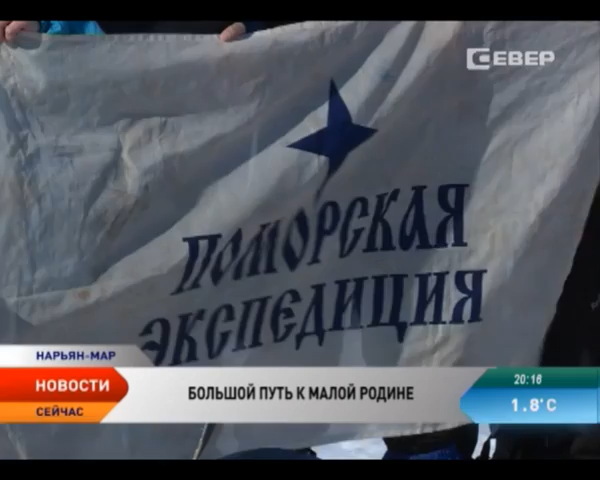 СЕВЕР
ПОМОРСКАЯ
ЭКСПЕДИЦИЯ
НАРЬЯН-МАР
НОВОСТИ
СЕЙЧАС
БОЛЬШОЙ ПУТЬ К МАЛОЙ РОДИНЕ
20:16
1.8°C